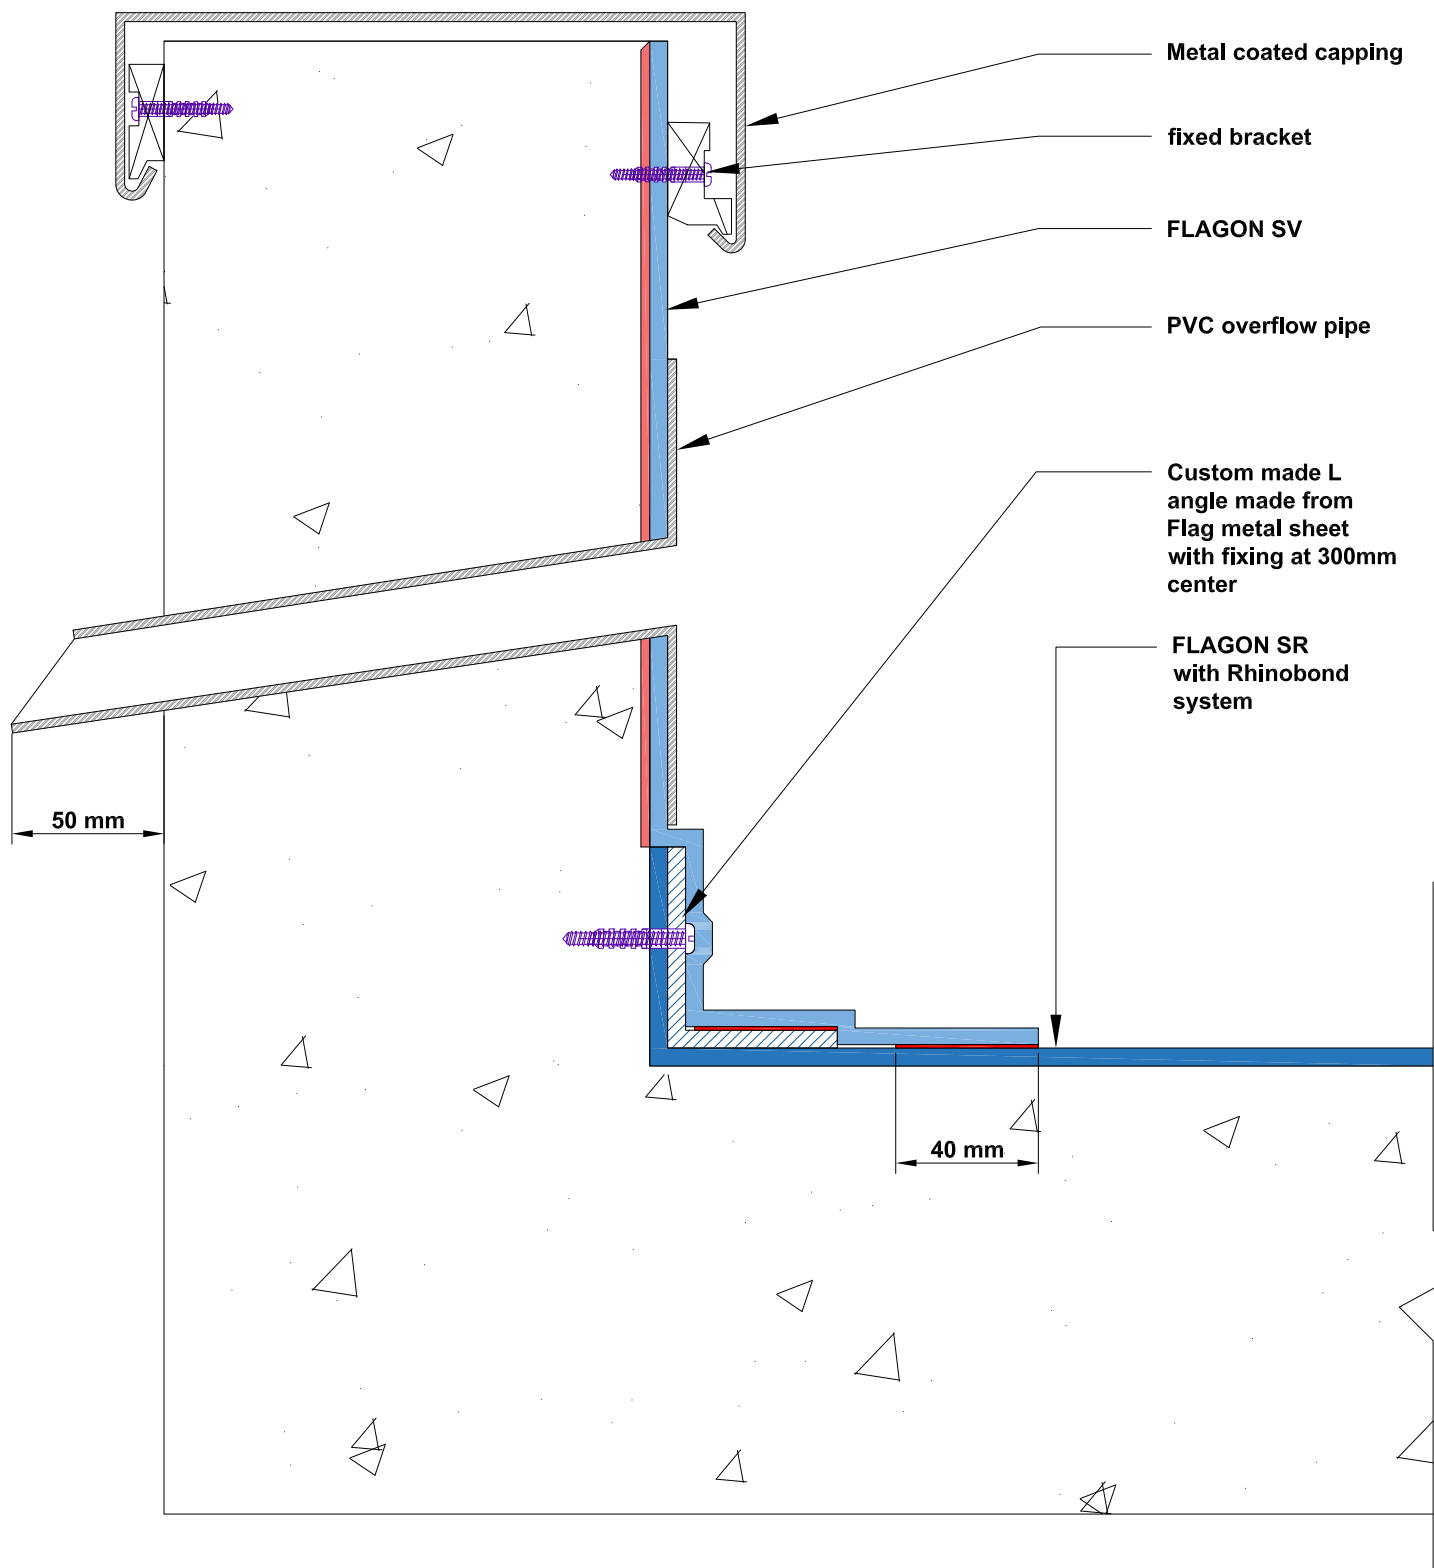 Metal coated capping
fixed bracket
FLAGON SV
PVC overflow pipe
Custom made L
angle made from
Flag metal sheet
with fixing at 300mm
center
FLAGON SR
with Rhinobond
system
50 mm
40 mm